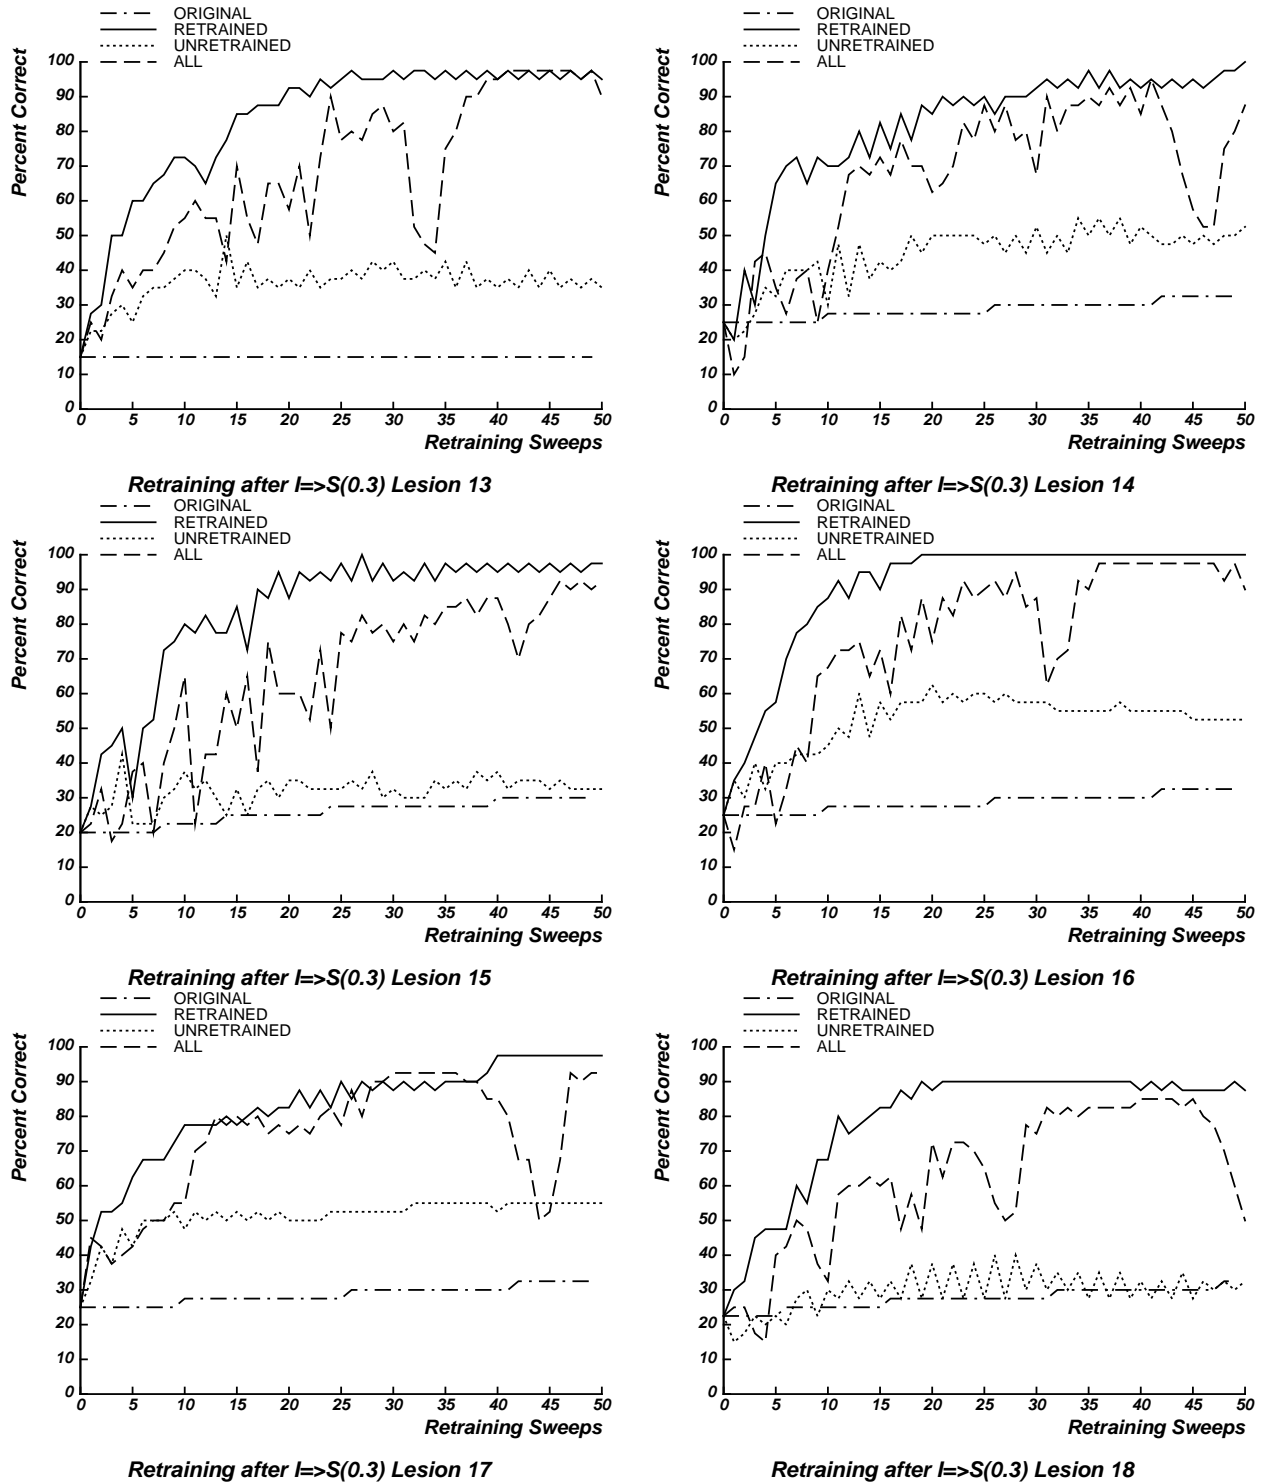 ORIGINAL
RETRAINED
UNRETRAINED
ALL
Percent Correct
100
90
80
70
60
50
40
30
20
10
0
0 5 10 15 20 25 30 35 40 45 50
Retraining Sweeps
Retraining after I=>S(0.3) Lesion 13
ORIGINAL
RETRAINED
UNRETRAINED
ALL
Percent Correct
100
90
80
70
60
50
40
30
20
10
0
0 5 10 15 20 25 30 35 40 45 50
Retraining Sweeps
Retraining after I=>S(0.3) Lesion 14
ORIGINAL
RETRAINED
UNRETRAINED
ALL
Percent Correct
100
90
80
70
60
50
40
30
20
10
0
0 5 10 15 20 25 30 35 40 45 50
Retraining Sweeps
Retraining after I=>S(0.3) Lesion 15
ORIGINAL
RETRAINED
UNRETRAINED
ALL
Percent Correct
100
90
80
70
60
50
40
30
20
10
0
0 5 10 15 20 25 30 35 40 45 50
Retraining Sweeps
Retraining after I=>S(0.3) Lesion 16
ORIGINAL
RETRAINED
UNRETRAINED
ALL
Percent Correct
100
90
80
70
60
50
40
30
20
10
0
0 5 10 15 20 25 30 35 40 45 50
Retraining Sweeps
Retraining after I=>S(0.3) Lesion 17
ORIGINAL
RETRAINED
UNRETRAINED
ALL
Percent Correct
100
90
80
70
60
50
40
30
20
10
0
0 5 10 15 20 25 30 35 40 45 50
Retraining Sweeps
Retraining after I=>S(0.3) Lesion 18